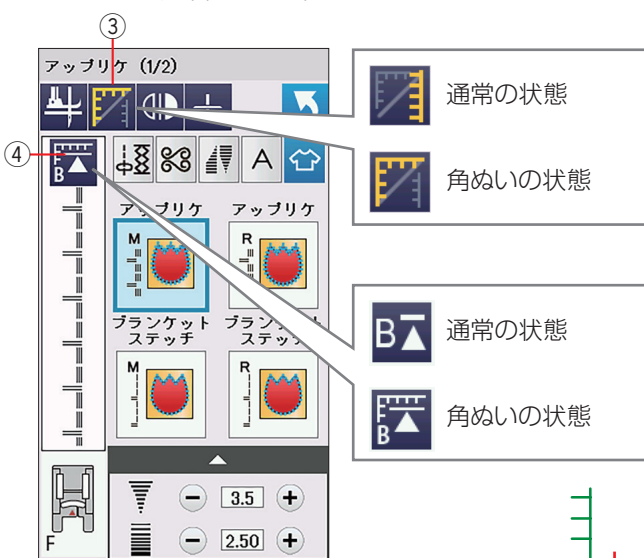 ③
アップリケ (1/2)
通常の状態
角ぬいの状態
④
B
A
アップリケ アップリケ
M R
ブランケット ブランケット
ステッチ ステッチ
M R
B 通常の状態
B 角ぬいの状態
3.5
F
2.50